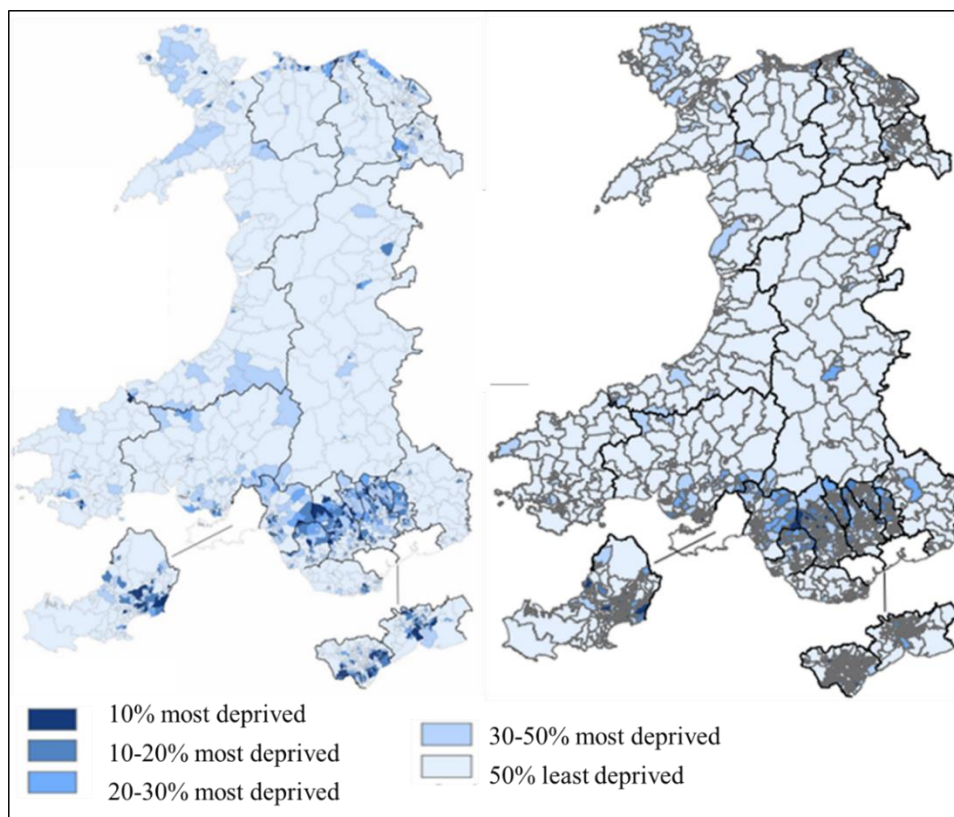 10% most deprived
10-20% most deprived
20-30% most deprived
30-50% most deprived
50% least deprived